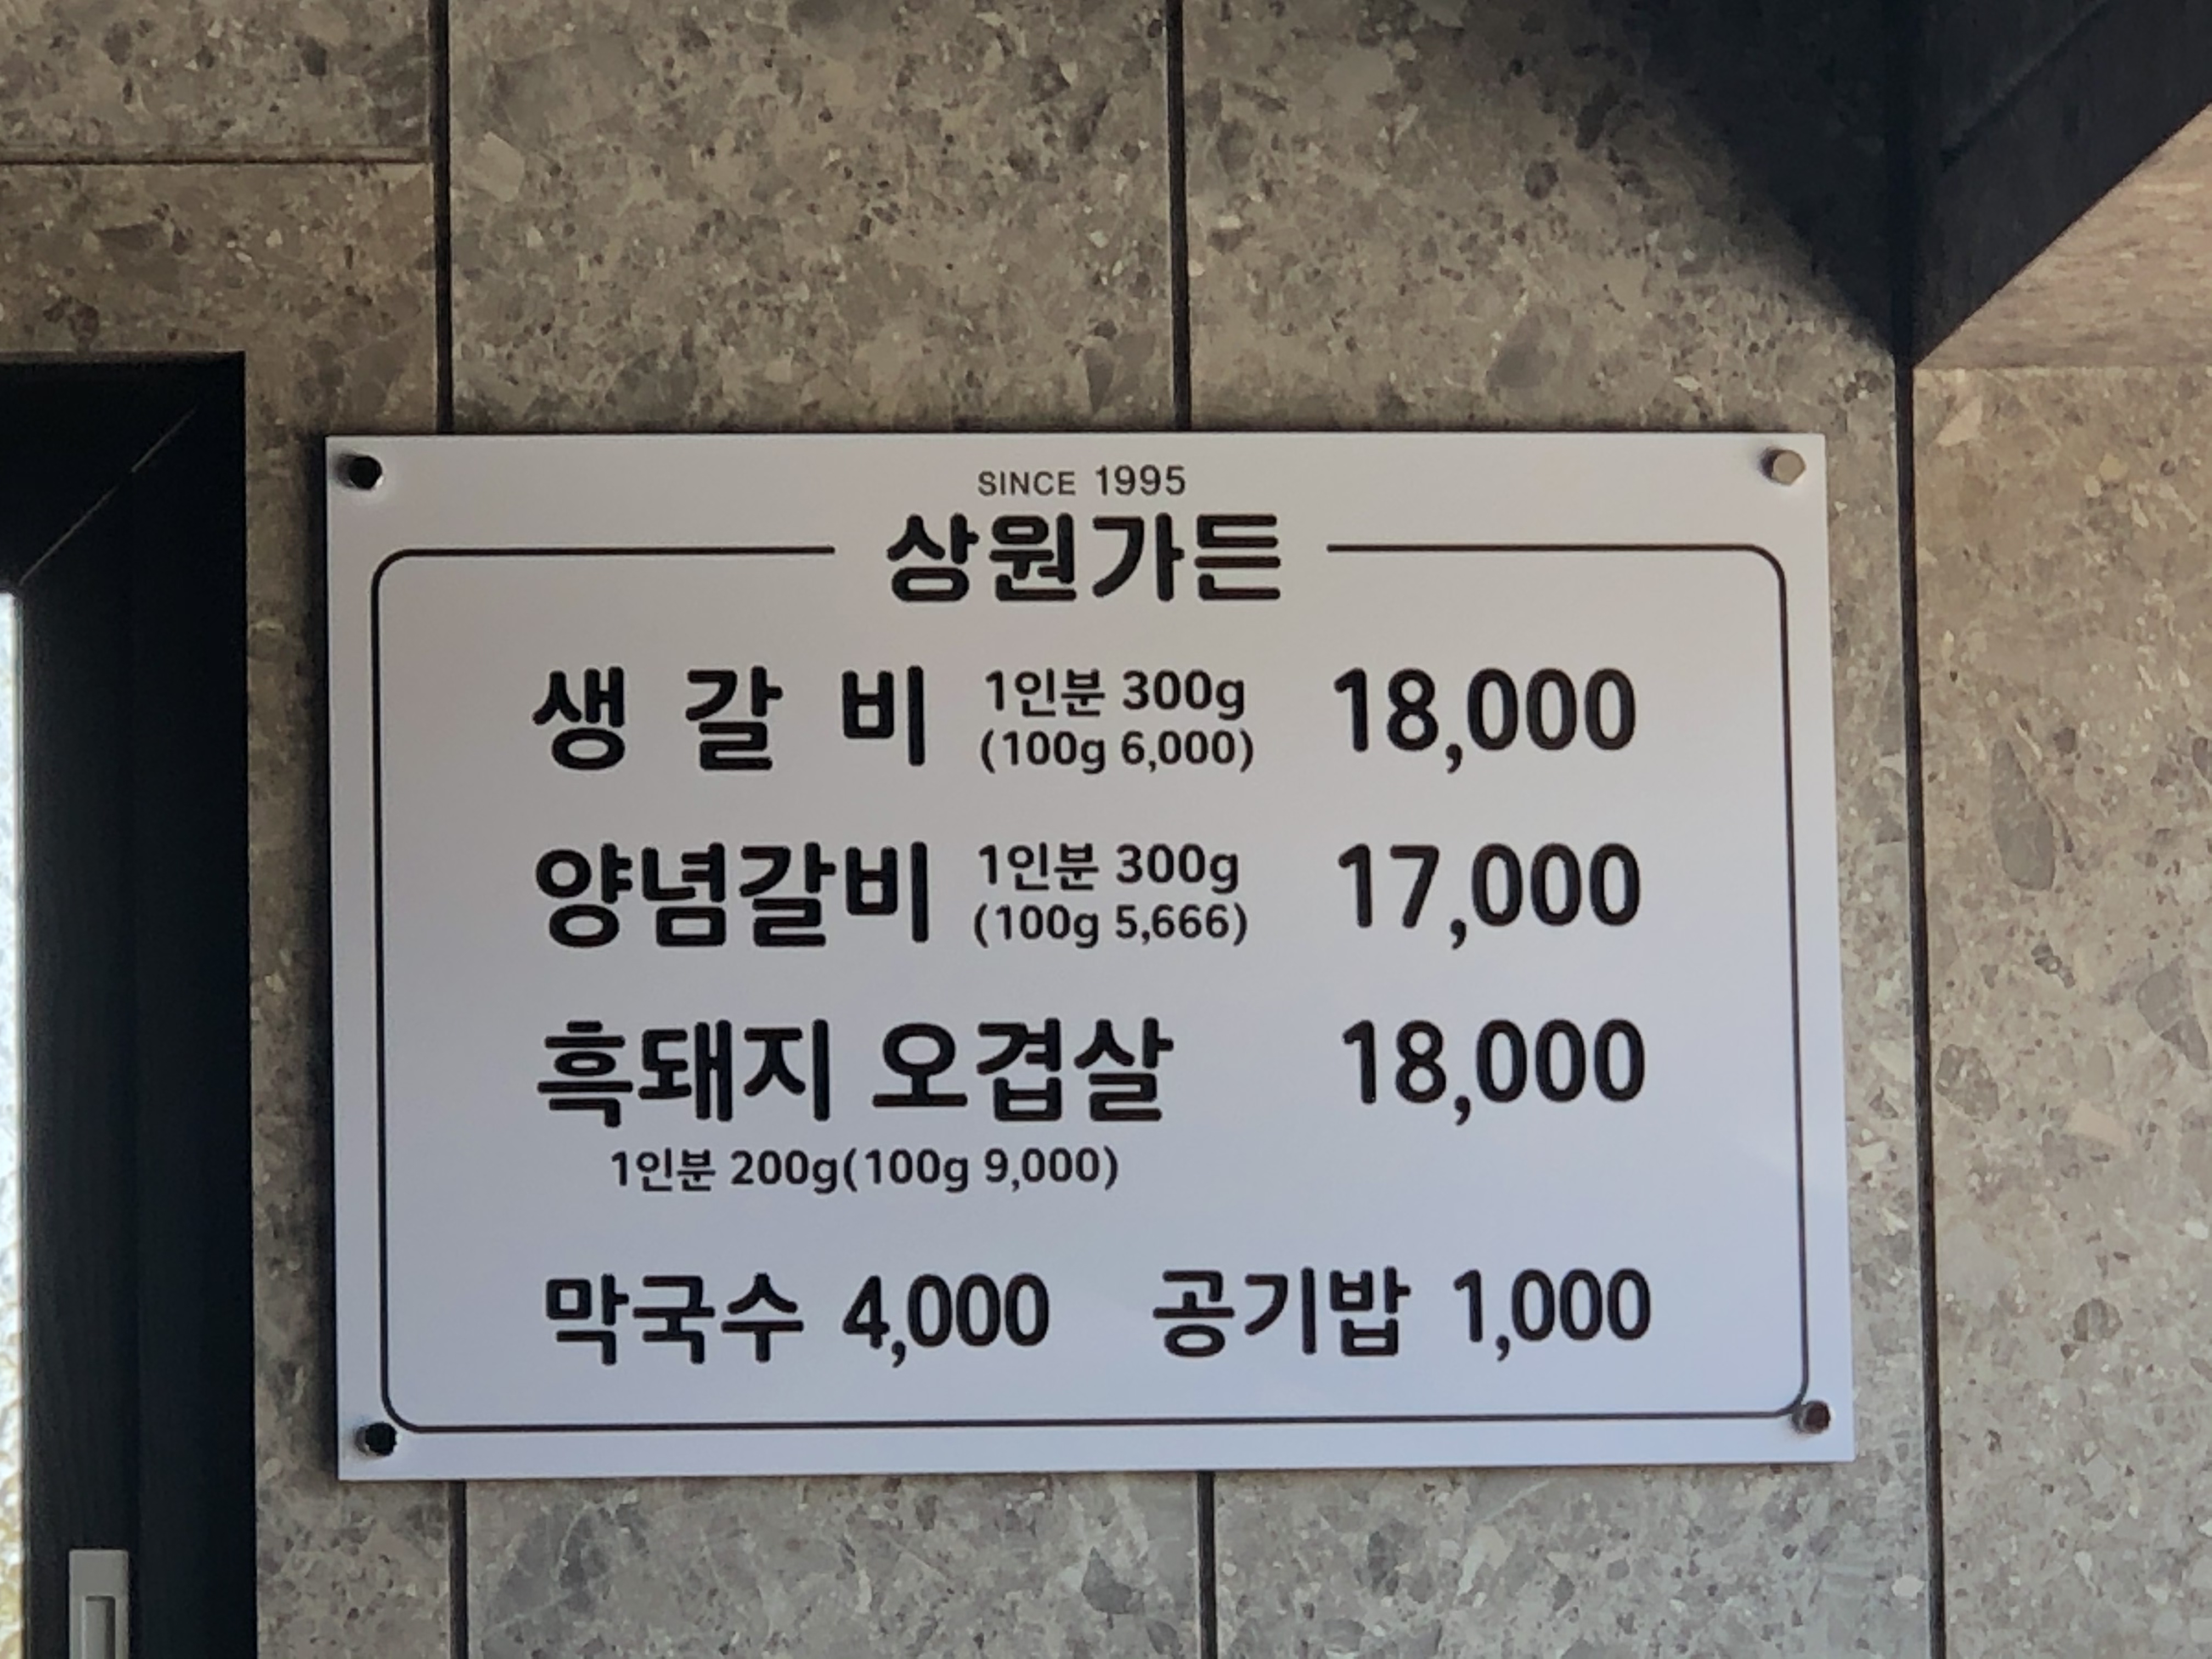 SINCE 1995
상원가든
생 갈 비 1인분 300g (100g 6,000) 18,000
양념갈비 1인분 300g (100g 5,666) 17,000
흑돼지 오겹살 18,000
1인분 200g(100g 9,000)
막국수 4,000 공기밥 1,000